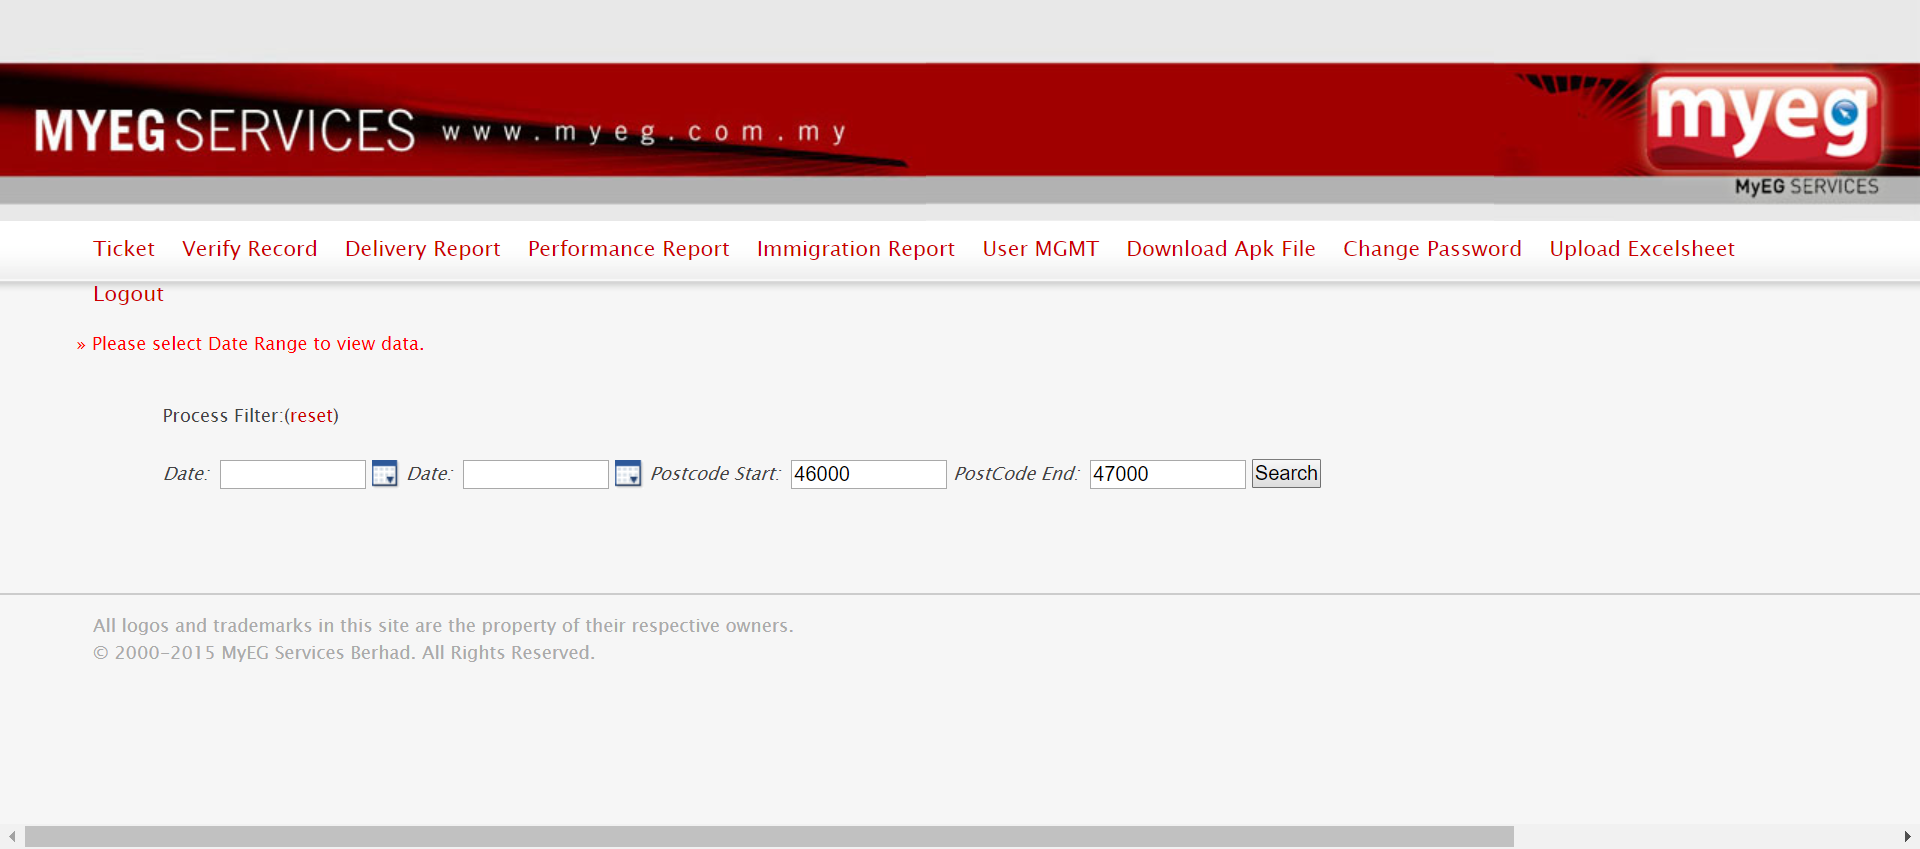 MYEG SERVICES www.myeg.com.my
myeg
MyEG SERVICES
Ticket Verify Record Delivery Report Performance Report Immigration Report User MGMT Download Apk File Change Password Upload Excelsheet
Logout
» Please select Date Range to view data.
Process Filter:(reset)
Date: Date: Postcode Start: 46000 PostCode End: 47000 Search
All logos and trademarks in this site are the property of their respective owners.
© 2000-2015 MyEG Services Berhad. All Rights Reserved.